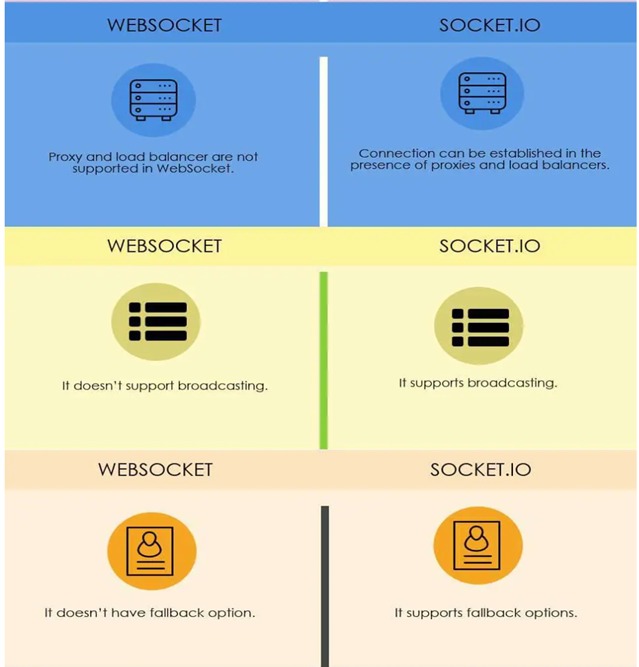 WEBSOCKET
SOCKET.IO
Proxy and load balancer are not
supported in WebSocket.
Connection can be established in the
presence of proxies and load balancers.
WEBSOCKET
SOCKET.IO
It doesn't support broadcasting.
It supports broadcasting.
WEBSOCKET
SOCKET.IO
It doesn't have fallback option.
It supports fallback options.